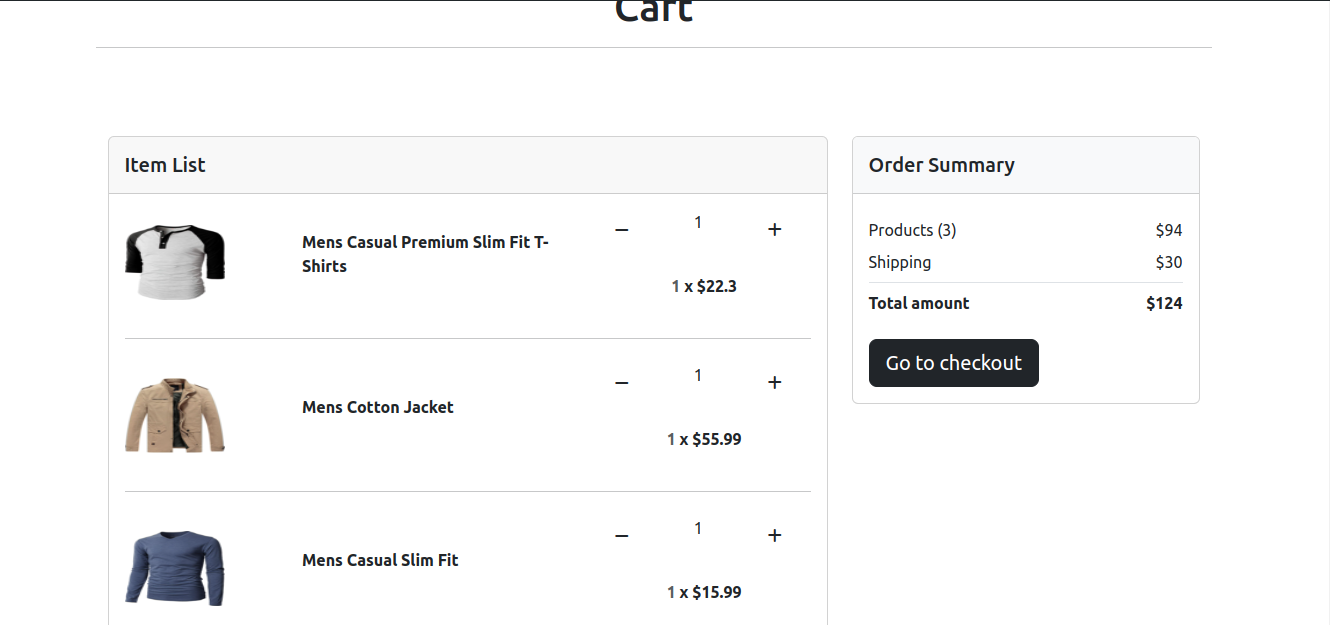 Cart
Item List
Mens Casual Premium Slim Fit T-
Shirts
− 1 +
1 x $22.3
Mens Cotton Jacket
− 1 +
1 x $55.99
Mens Casual Slim Fit
− 1 +
1 x $15.99
Order Summary
Products (3) $94
Shipping $30
Total amount $124
Go to checkout